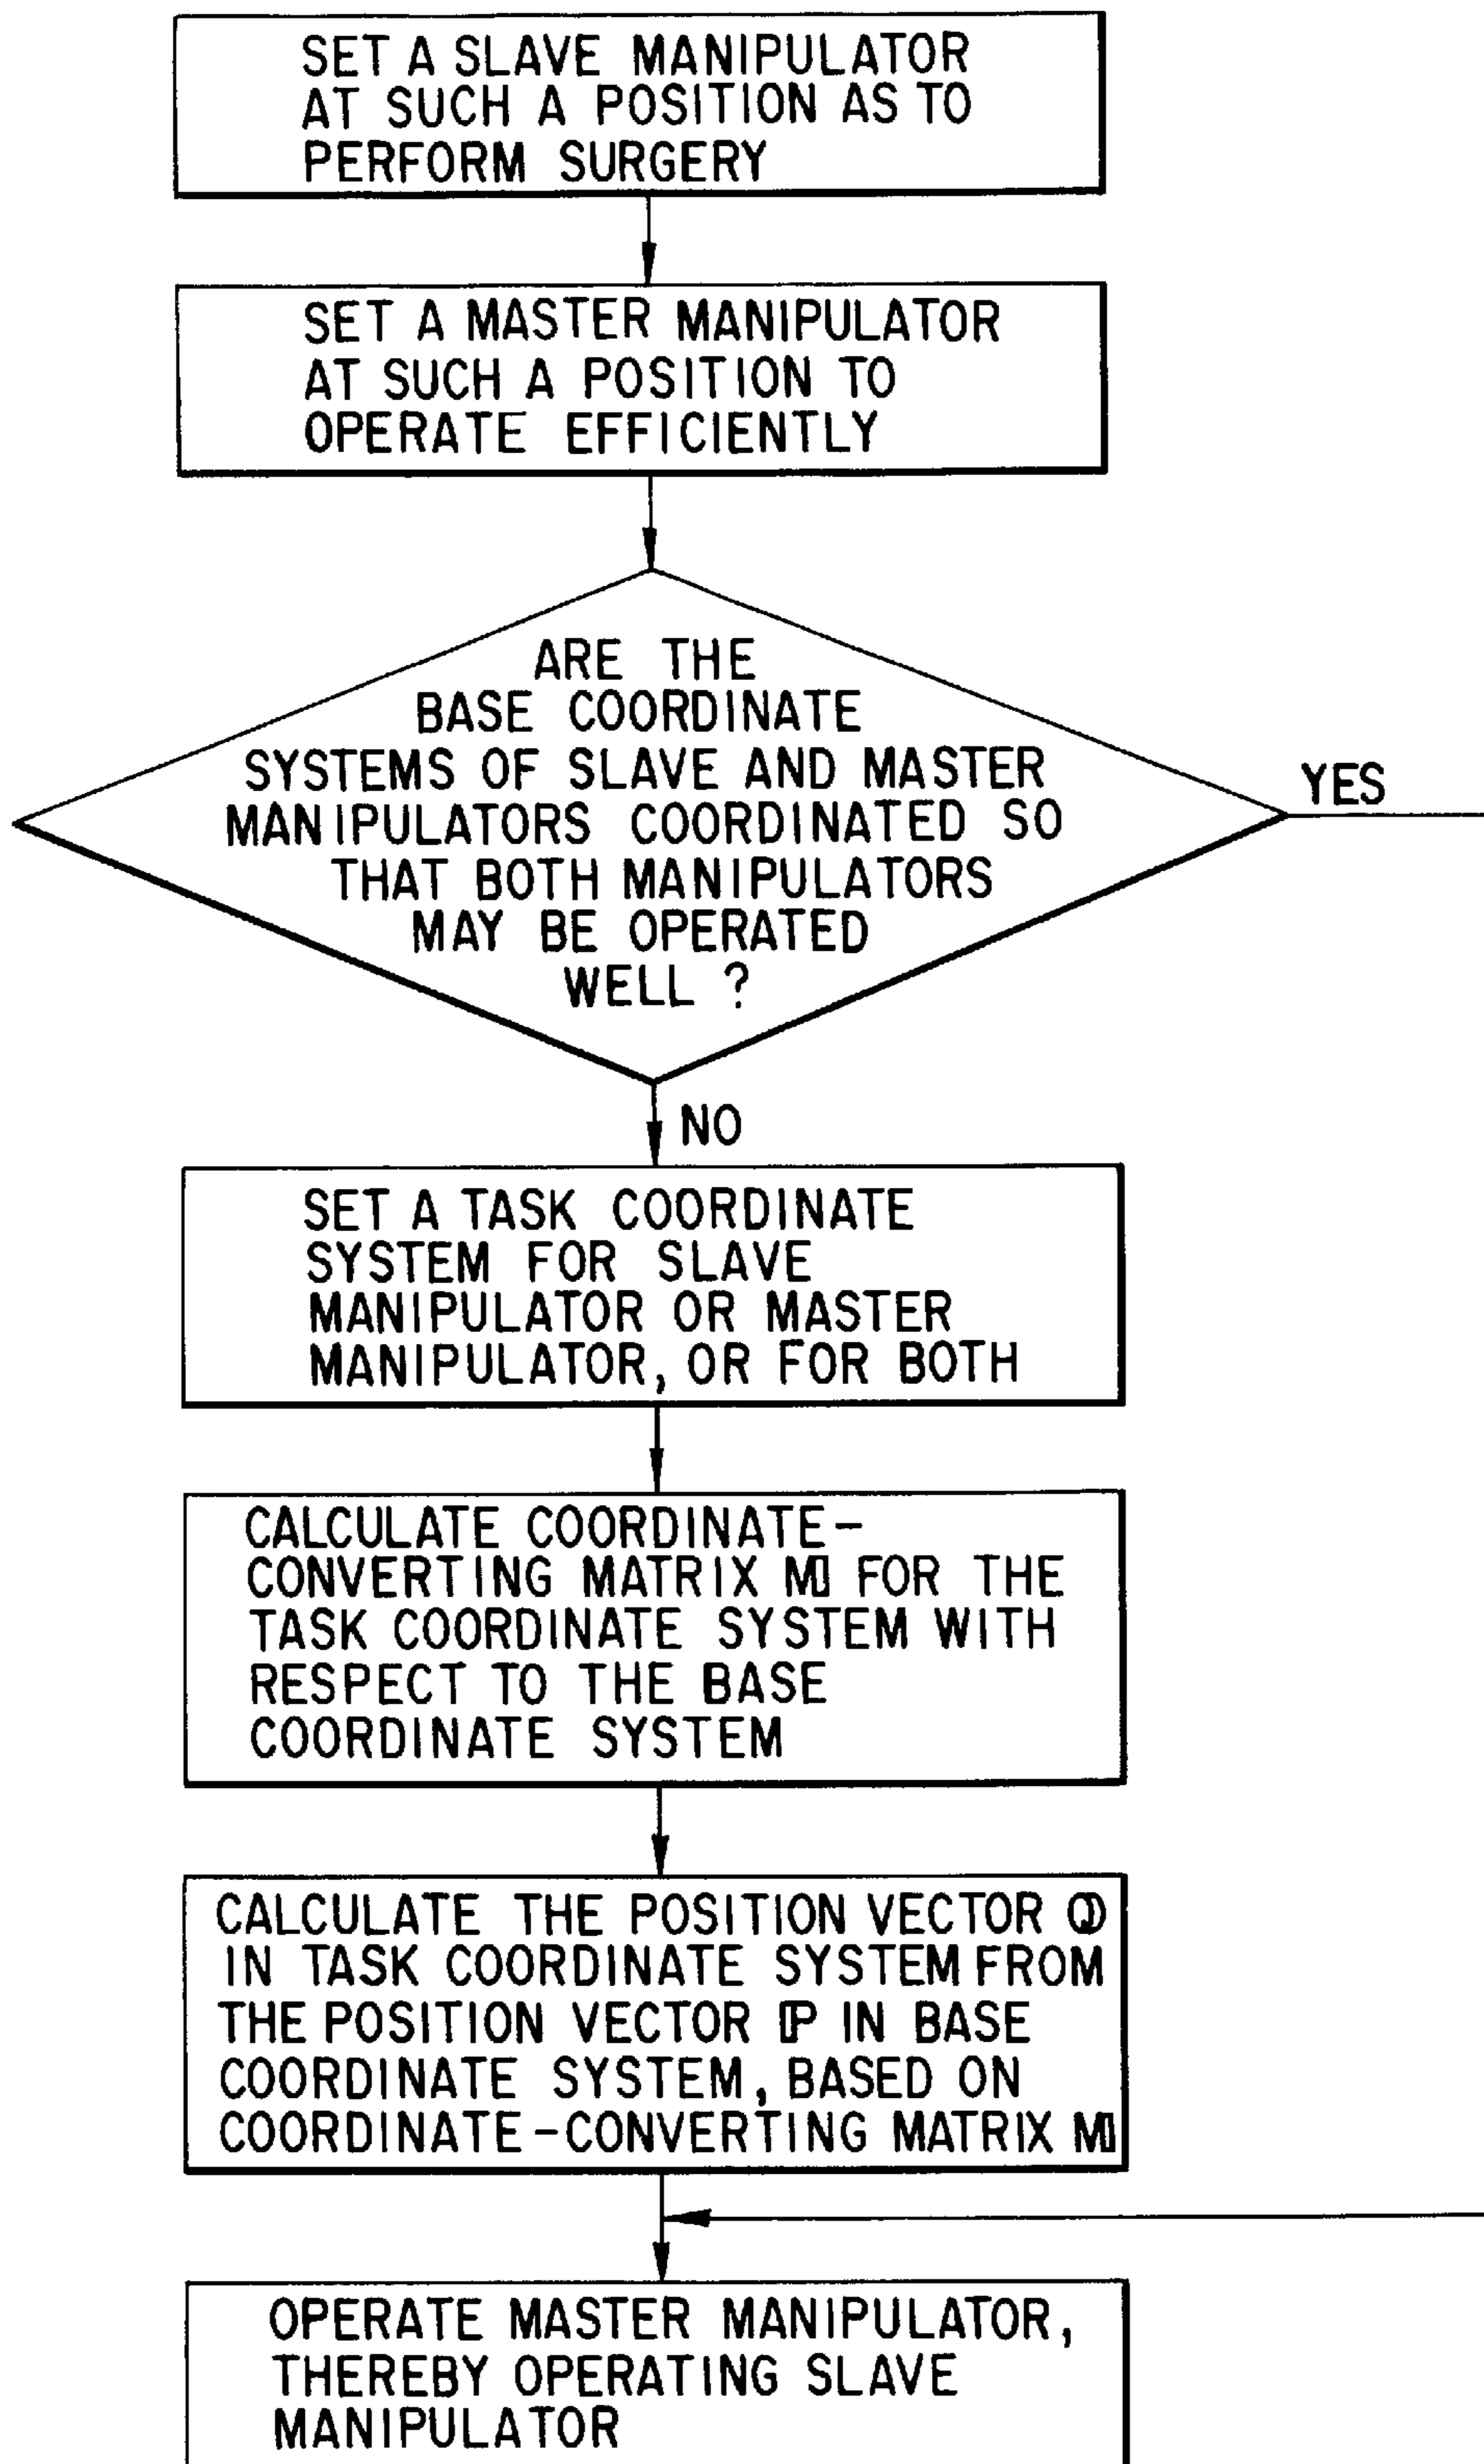 SET A SLAVE MANIPULATOR
AT SUCH A POSITION AS TO
PERFORM SURGERY
SET A MASTER MANIPULATOR
AT SUCH A POSITION TO
OPERATE EFFICIENTLY
ARE THE
BASE COORDINATE
SYSTEMS OF SLAVE AND MASTER
MANIPULATORS COORDINATED SO
THAT BOTH MANIPULATORS
MAY BE OPERATED
WELL ?
YES
NO
SET A TASK COORDINATE
SYSTEM FOR SLAVE
MANIPULATOR OR MASTER
MANIPULATOR, OR FOR BOTH
CALCULATE COORDINATE-
CONVERTING MATRIX 𝕄 FOR THE
TASK COORDINATE SYSTEM WITH
RESPECT TO THE BASE
COORDINATE SYSTEM
CALCULATE THE POSITION VECTOR ℚ
IN TASK COORDINATE SYSTEM FROM
THE POSITION VECTOR ℙ IN BASE
COORDINATE SYSTEM, BASED ON
COORDINATE-CONVERTING MATRIX 𝕄
OPERATE MASTER MANIPULATOR,
THEREBY OPERATING SLAVE
MANIPULATOR